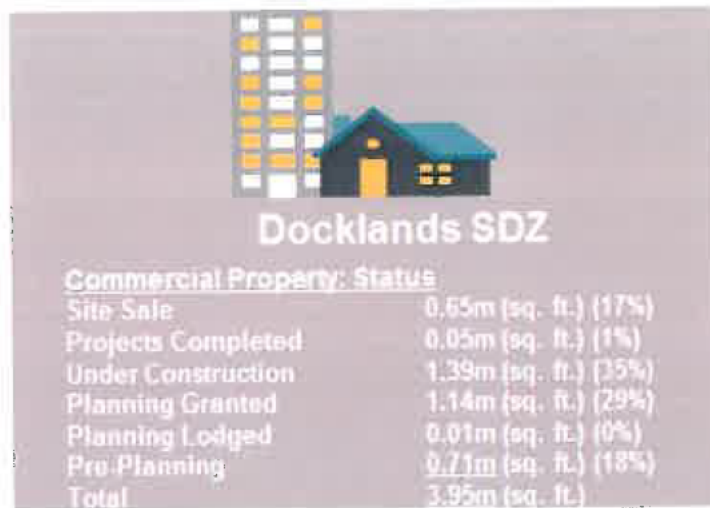 Docklands SDZ
Commercial Property: Status
Site Sale 0.65m (sq. ft.) (17%)
Projects Completed 0.05m (sq. ft.) (1%)
Under Construction 1.39m (sq. ft.) (35%)
Planning Granted 1.14m (sq. ft.) (29%)
Planning Lodged 0.01m (sq. ft.) (0%)
Pre-Planning 0.71m (sq. ft.) (18%)
Total 3.95m (sq. ft.)